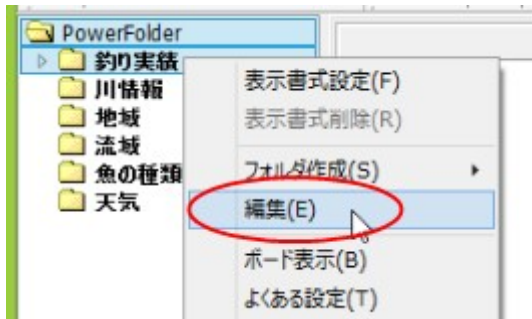 PowerFolder
釣り実績
川情報
地域
流域
魚の種類
天気
表示書式設定(F)
表示書式削除(R)
フォルダ作成(S)
編集(E)
ボード表示(B)
よくある設定(T)